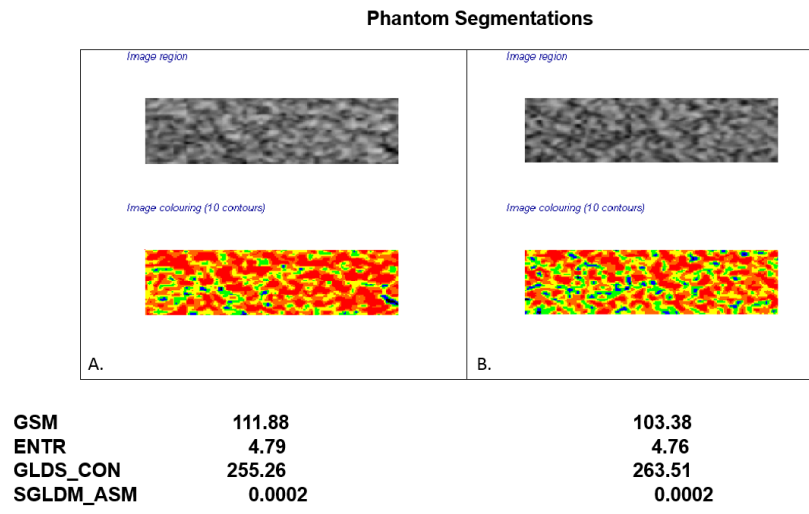 Phantom Segmentations
Image region
Image region
Image colouring (10 contours)
Image colouring (10 contours)
A.
B.
GSM 111.88 103.38
ENTR 4.79 4.76
GLDS_CON 255.26 263.51
SGLDM_ASM 0.0002 0.0002